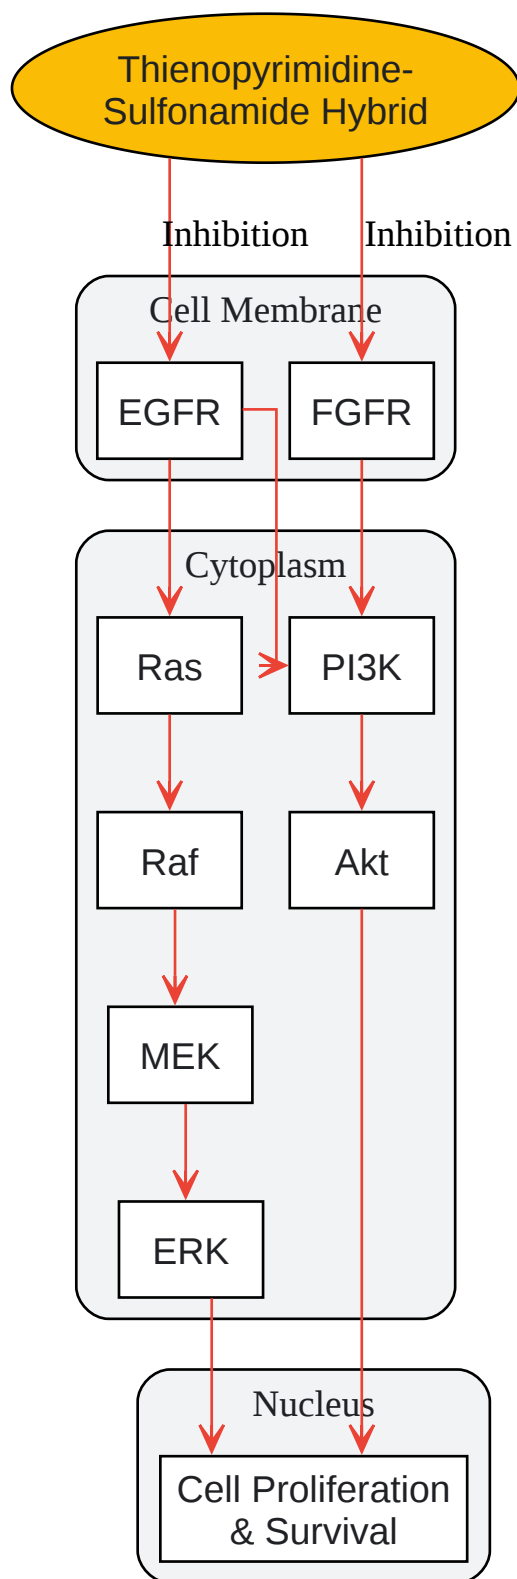 Thienopyrimidine-
Sulfonamide Hybrid
Inhibition
Inhibition
Cell Membrane
EGFR
FGFR
Cytoplasm
Ras
PI3K
Raf
Akt
MEK
ERK
Nucleus
Cell Proliferation
& Survival